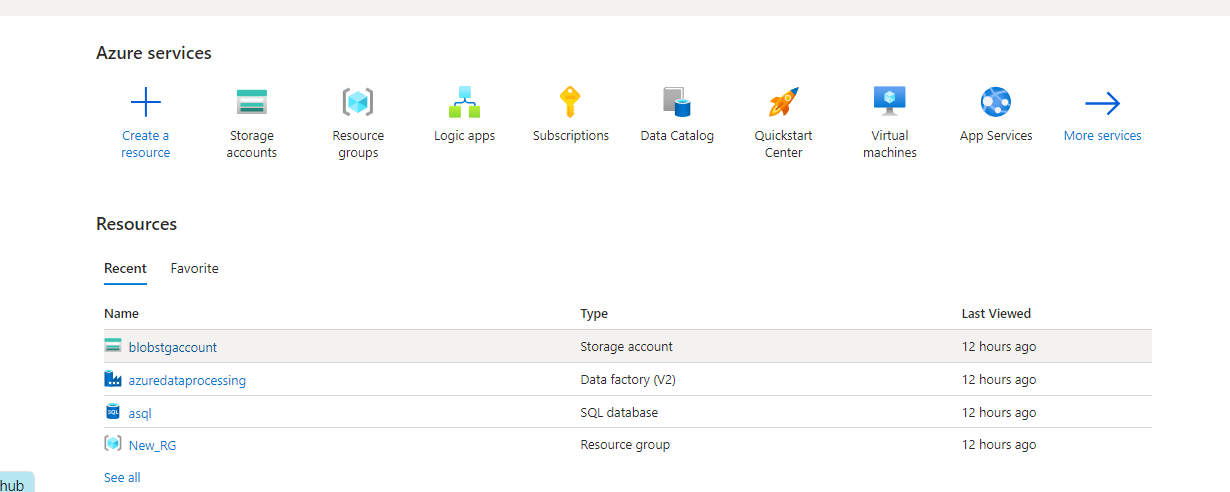 Azure services
Create a resource
Storage accounts
Resource groups
Logic apps
Subscriptions
Data Catalog
Quickstart Center
Virtual machines
App Services
More services
Resources
Recent Favorite
Name Type Last Viewed
blobstgaccount Storage account 12 hours ago
azuredataprocessing Data factory (V2) 12 hours ago
SQL asql SQL database 12 hours ago
New_RG Resource group 12 hours ago
See all
hub